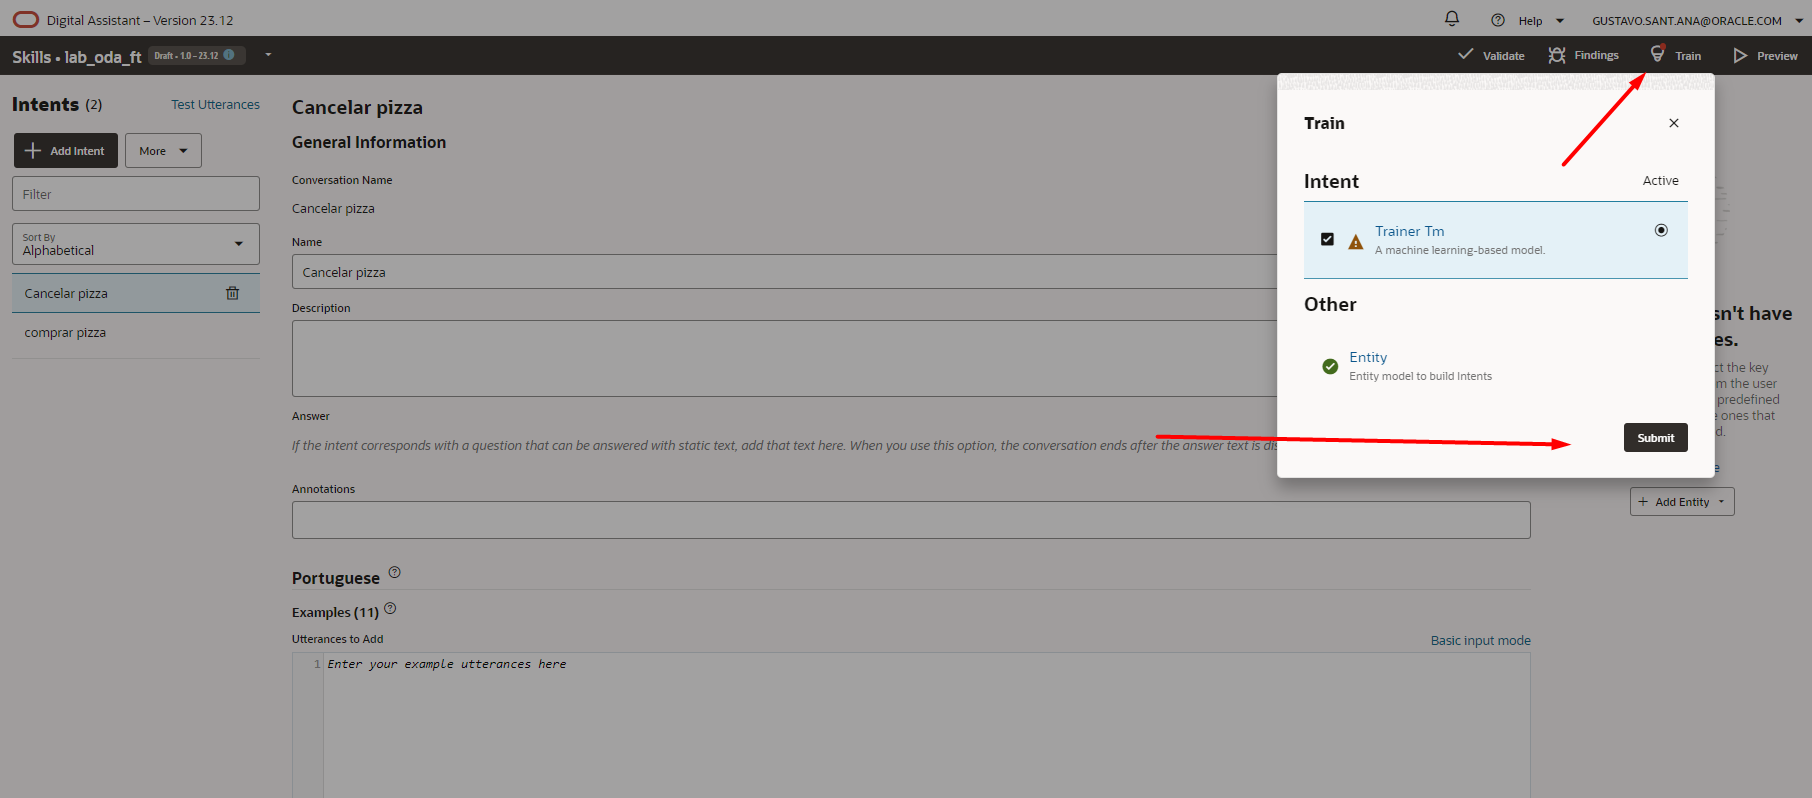 Digital Assistant – Version 23.12
Help
GUSTAVO.SANT.ANA@ORACLE.COM
Skills • lab_oda_ft
Draft • 1.0 – 23.12
Validate
Findings
Train
Preview
Intents (2)
Test Utterances
Add Intent
More
Filter
Sort By
Alphabetical
Cancelar pizza
comprar pizza
Cancelar pizza
General Information
Conversation Name
Cancelar pizza
Name
Cancelar pizza
Description
Answer
If the intent corresponds with a question that can be answered with static text, add that text here. When you use this option, the conversation ends after the answer text is dis
Annotations
Portuguese
Examples (11)
Utterances to Add
Basic input mode
1 Enter your example utterances here
Train
Intent
Active
Trainer Tm
A machine learning-based model.
Other
Entity
Entity model to build Intents
Submit
sn't have
es.
ct the key
m the user
predefined
e ones that
d.
e
Add Entity